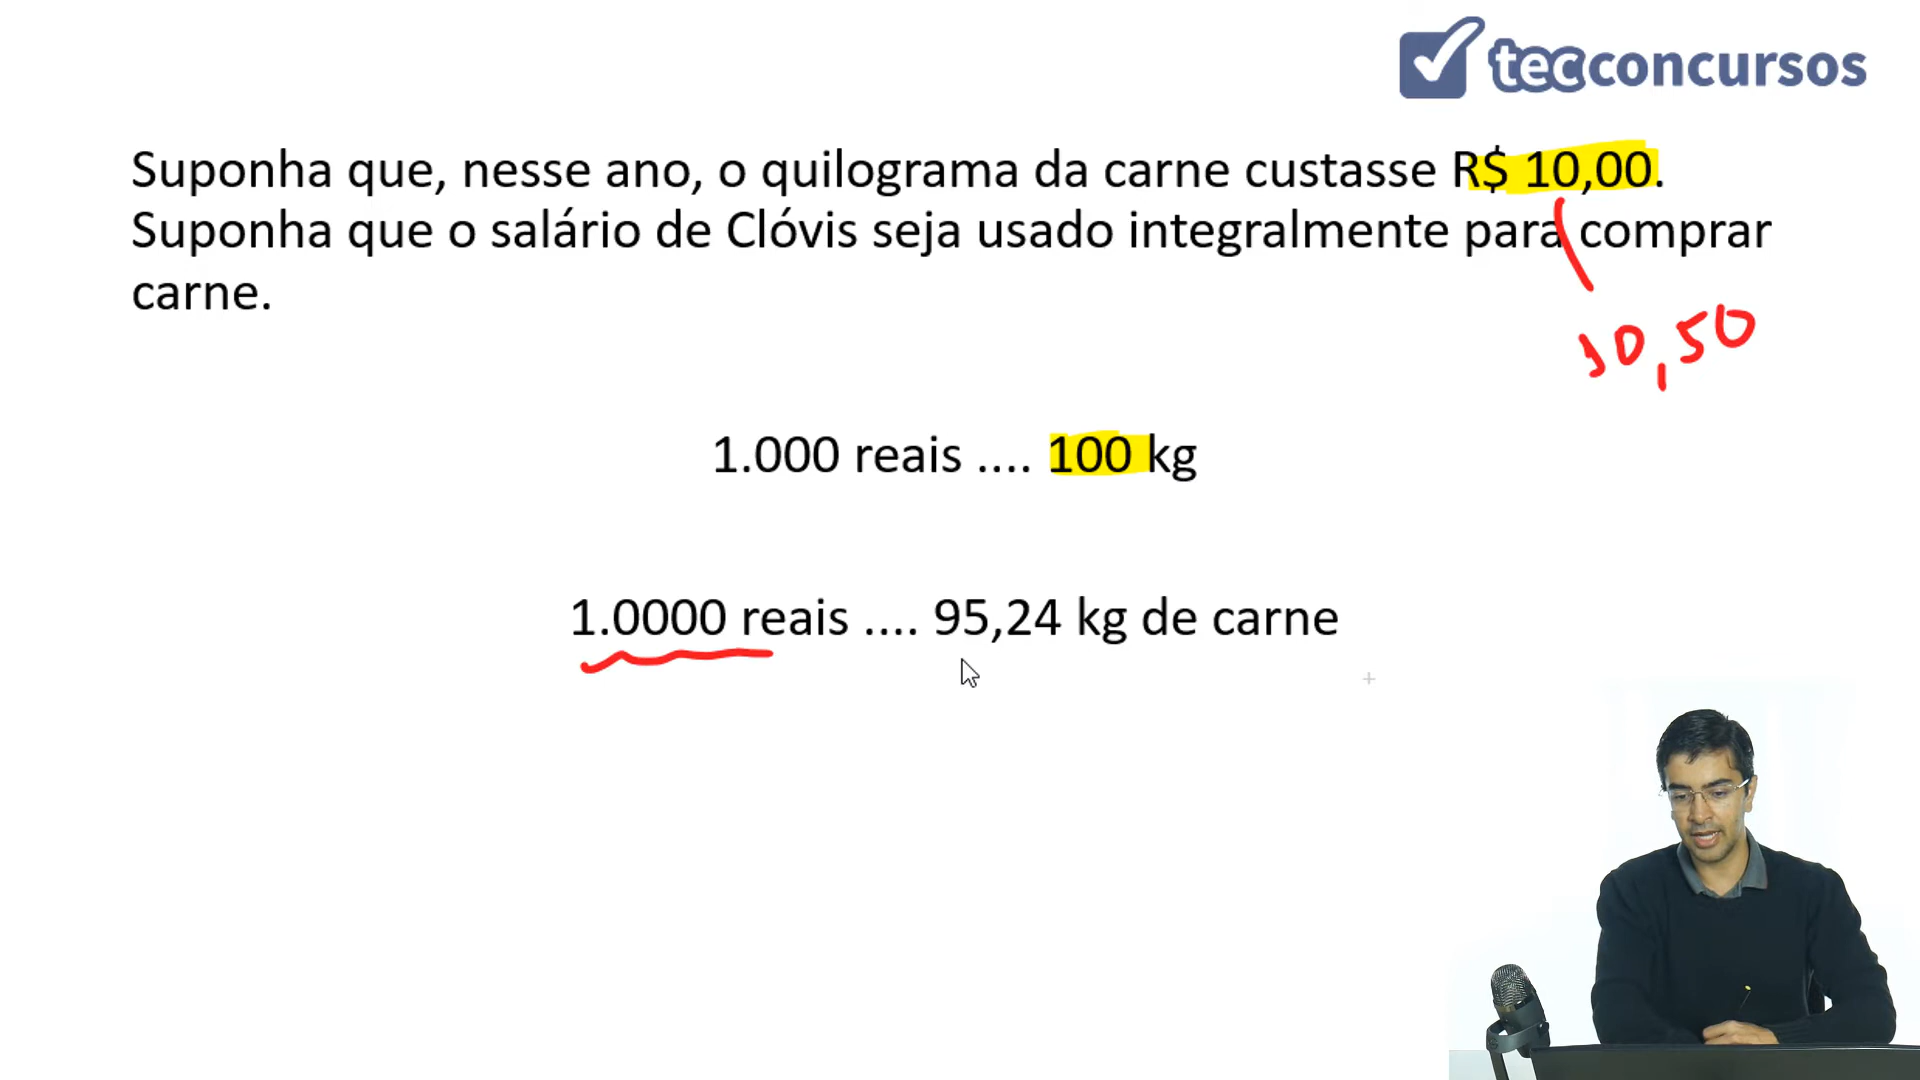 tecconcursos
Suponha que, nesse ano, o quilograma da carne custasse R$ 10,00.
Suponha que o salário de Clóvis seja usado integralmente para comprar
carne.
10,50
1.000 reais .... 100 kg
1.0000 reais .... 95,24 kg de carne